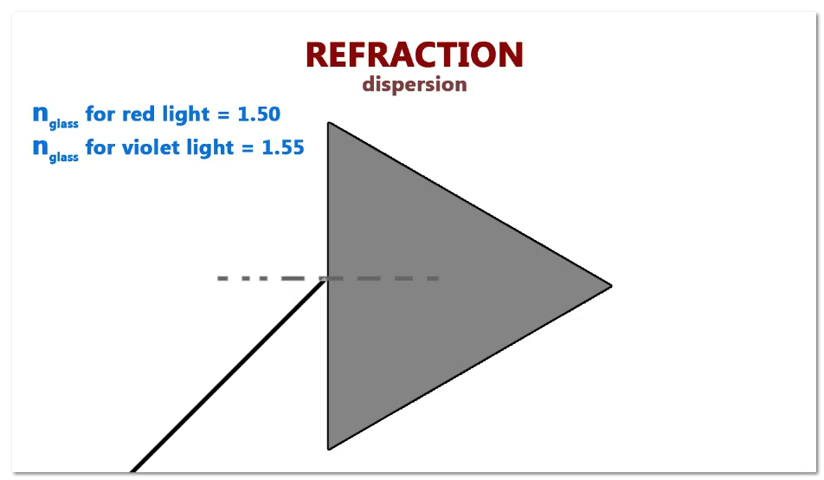 REFRACTION
dispersion
nglass for red light = 1.50
nglass for violet light = 1.55